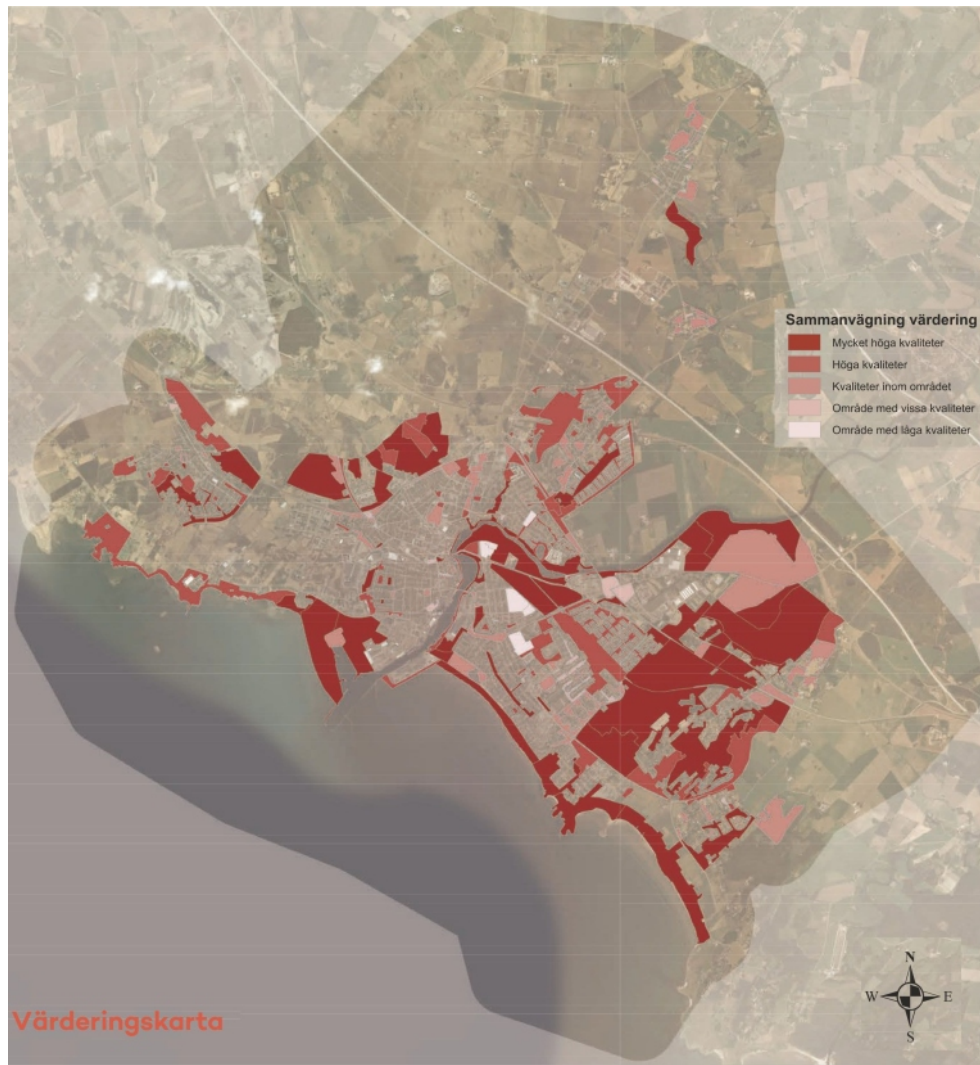 Sammanvägning värdering
Mycket höga kvaliteter
Höga kvaliteter
Kvaliteter inom området
Område med vissa kvaliteter
Område med låga kvaliteter
N
W E
S
Värderingskarta